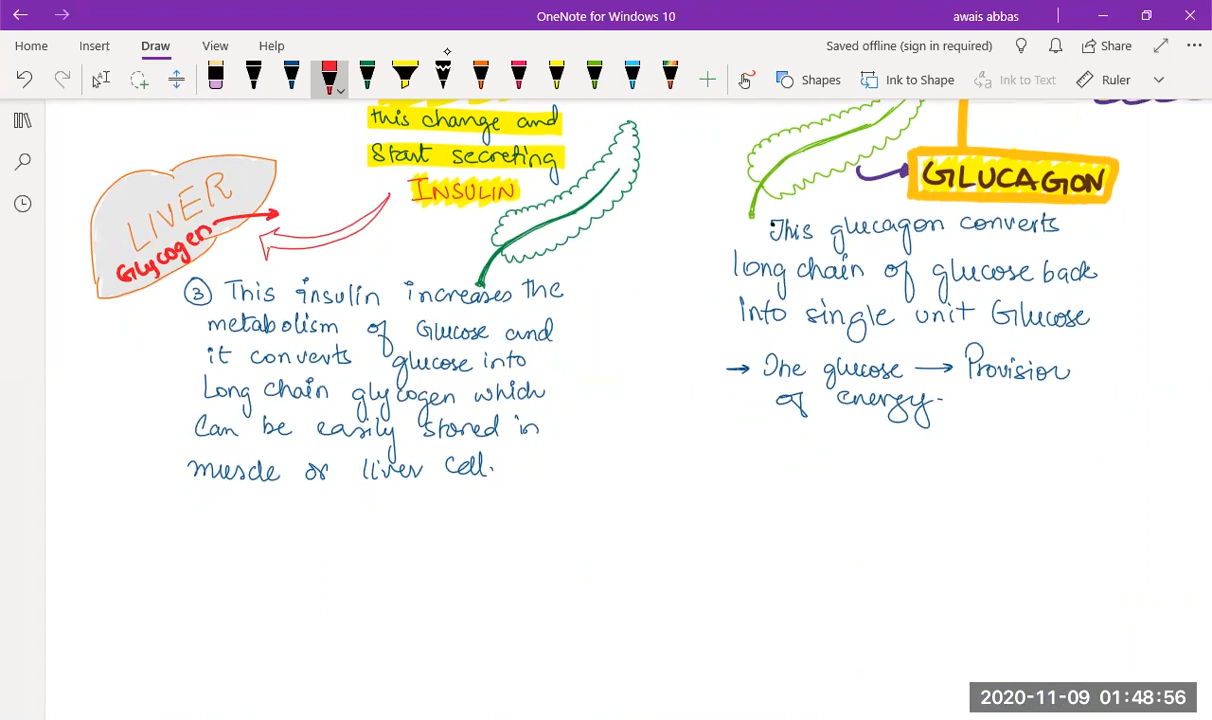 OneNote for Windows 10
awais abbas
Home Insert Draw View Help
Saved offline (sign in required)
Share
Shapes
Ink to Shape
Ink to Text
Ruler
this change and
Start secreting
INSULIN
LIVER
Glycogen
③ This insulin increases the
metabolism of Glucose and
it converts glucose into
Long chain glycogen which
Can be easily stored in
muscle or liver cell.
GLUCAGON
This glucagon converts
long chain of glucose back
into single unit Glucose
→ The glucose → Provision
of energy.
2020-11-09 01:48:56